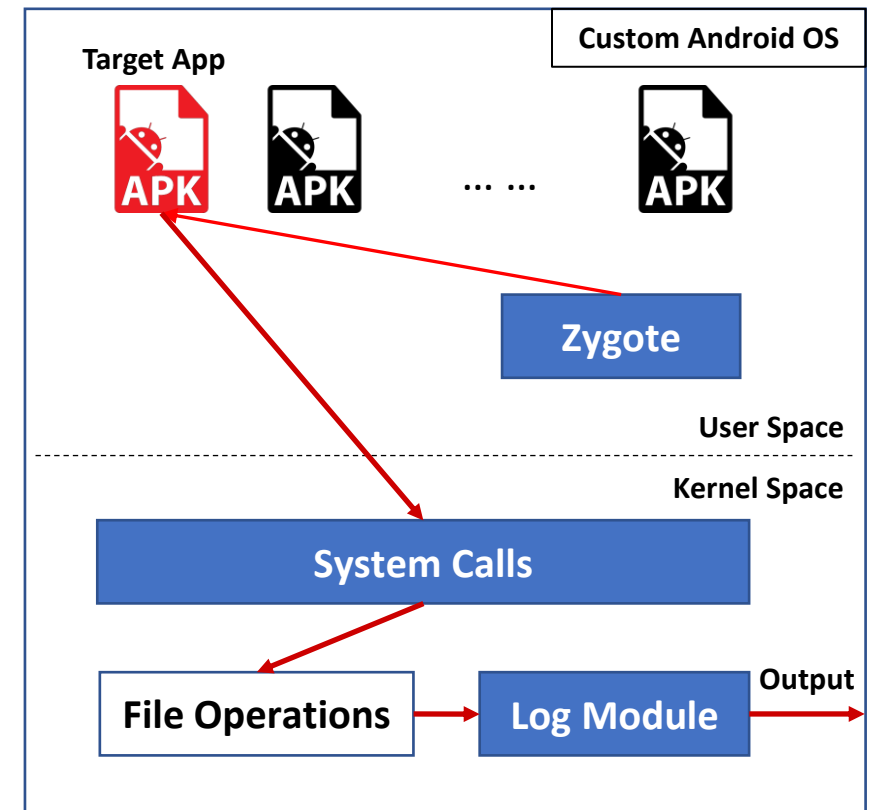 Custom Android OS
Target App
APK
APK
... ...
APK
Zygote
User Space
Kernel Space
System Calls
File Operations
Log Module
Output